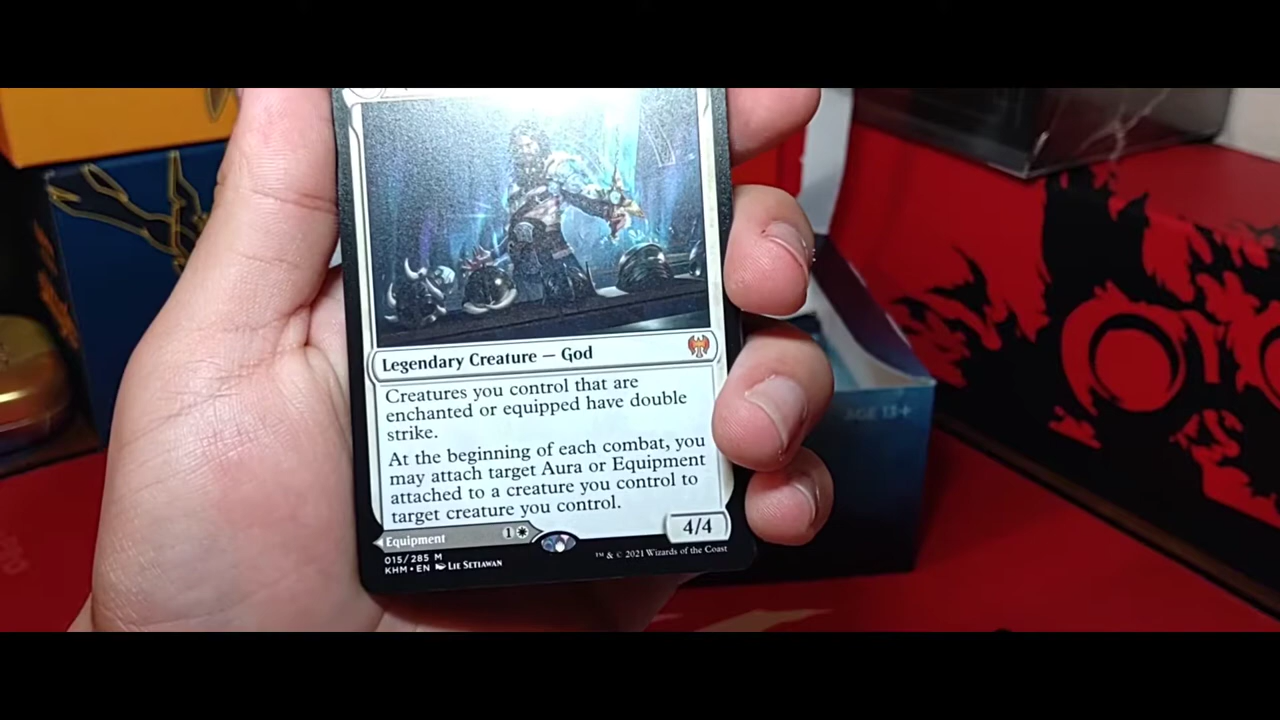 Legendary Creature — God
Creatures you control that are
enchanted or equipped have double
strike.
At the beginning of each combat, you
may attach target Aura or Equipment
attached to a creature you control to
target creature you control.
4/4
Equipment 1
015/285 M
KHM • EN LIE SETIAWAN
™ & © 2021 Wizards of the Coast
AGE 13+